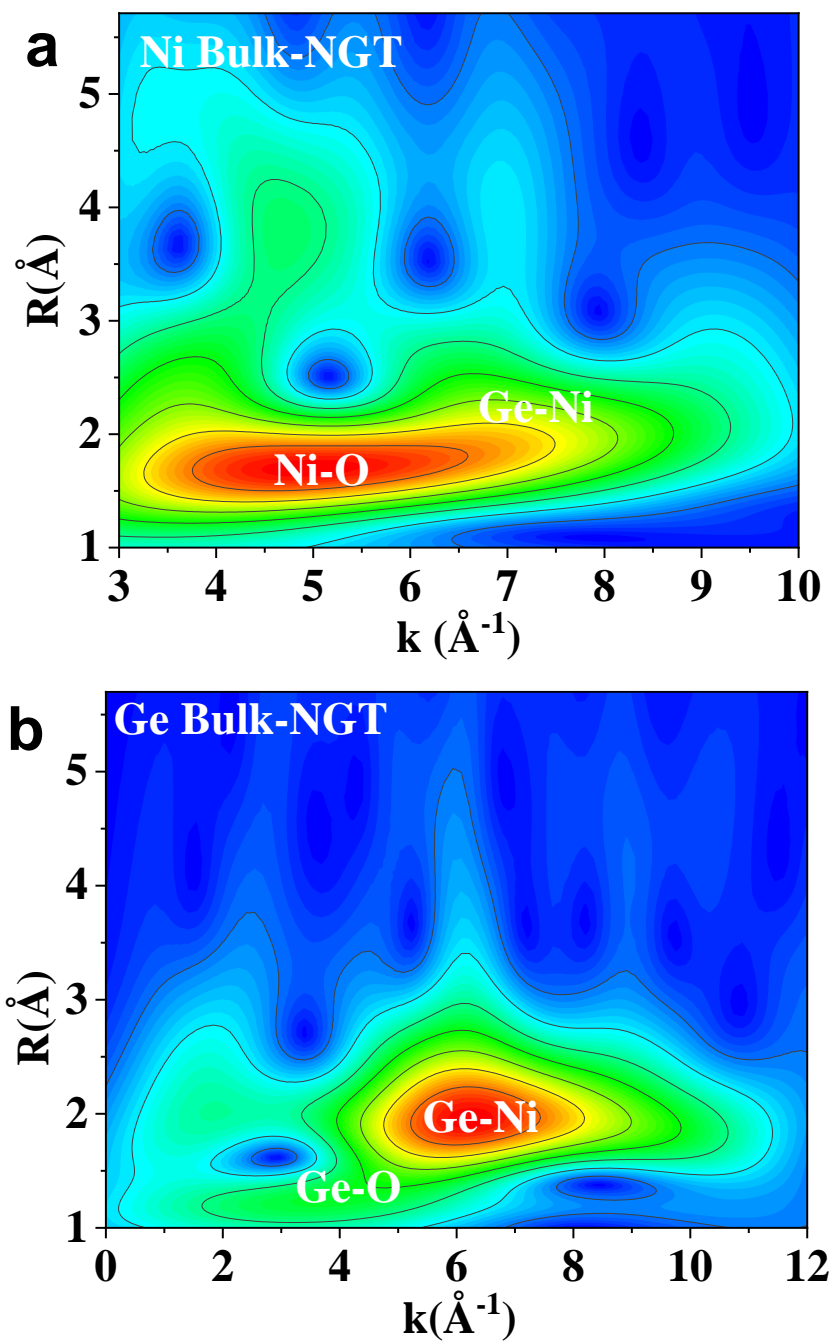 a
Ni Bulk-NGT
5
4
3
2
1
R(Å)
Ge-Ni
Ni-O
3 4 5 6 7 8 9 10
k (Å⁻¹)
b
Ge Bulk-NGT
5
4
3
2
1
R(Å)
Ge-Ni
Ge-O
0 2 4 6 8 10 12
k(Å⁻¹)